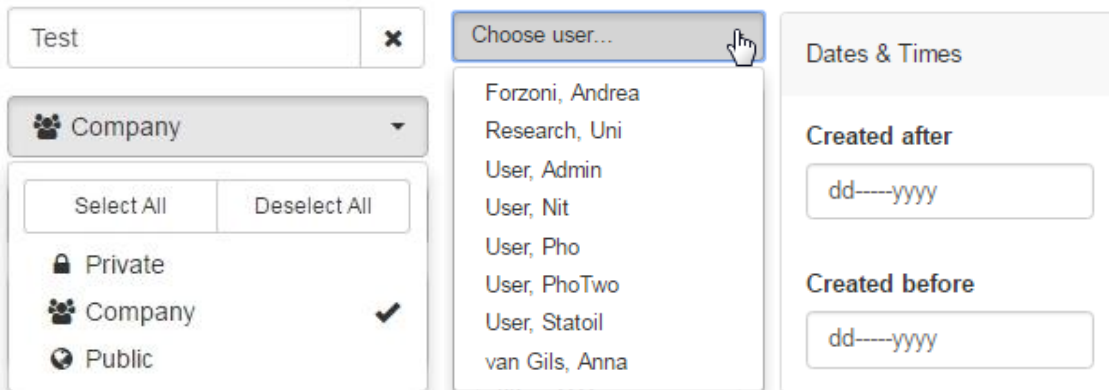 Test
Company
Select All
Deselect All
Private
Company
Public
Choose user...
Forzoni, Andrea
Research, Uni
User, Admin
User, Nit
User, Pho
User, PhoTwo
User, Statoil
van Gils, Anna
Dates & Times
Created after
dd-----yyyy
Created before
dd-----yyyy